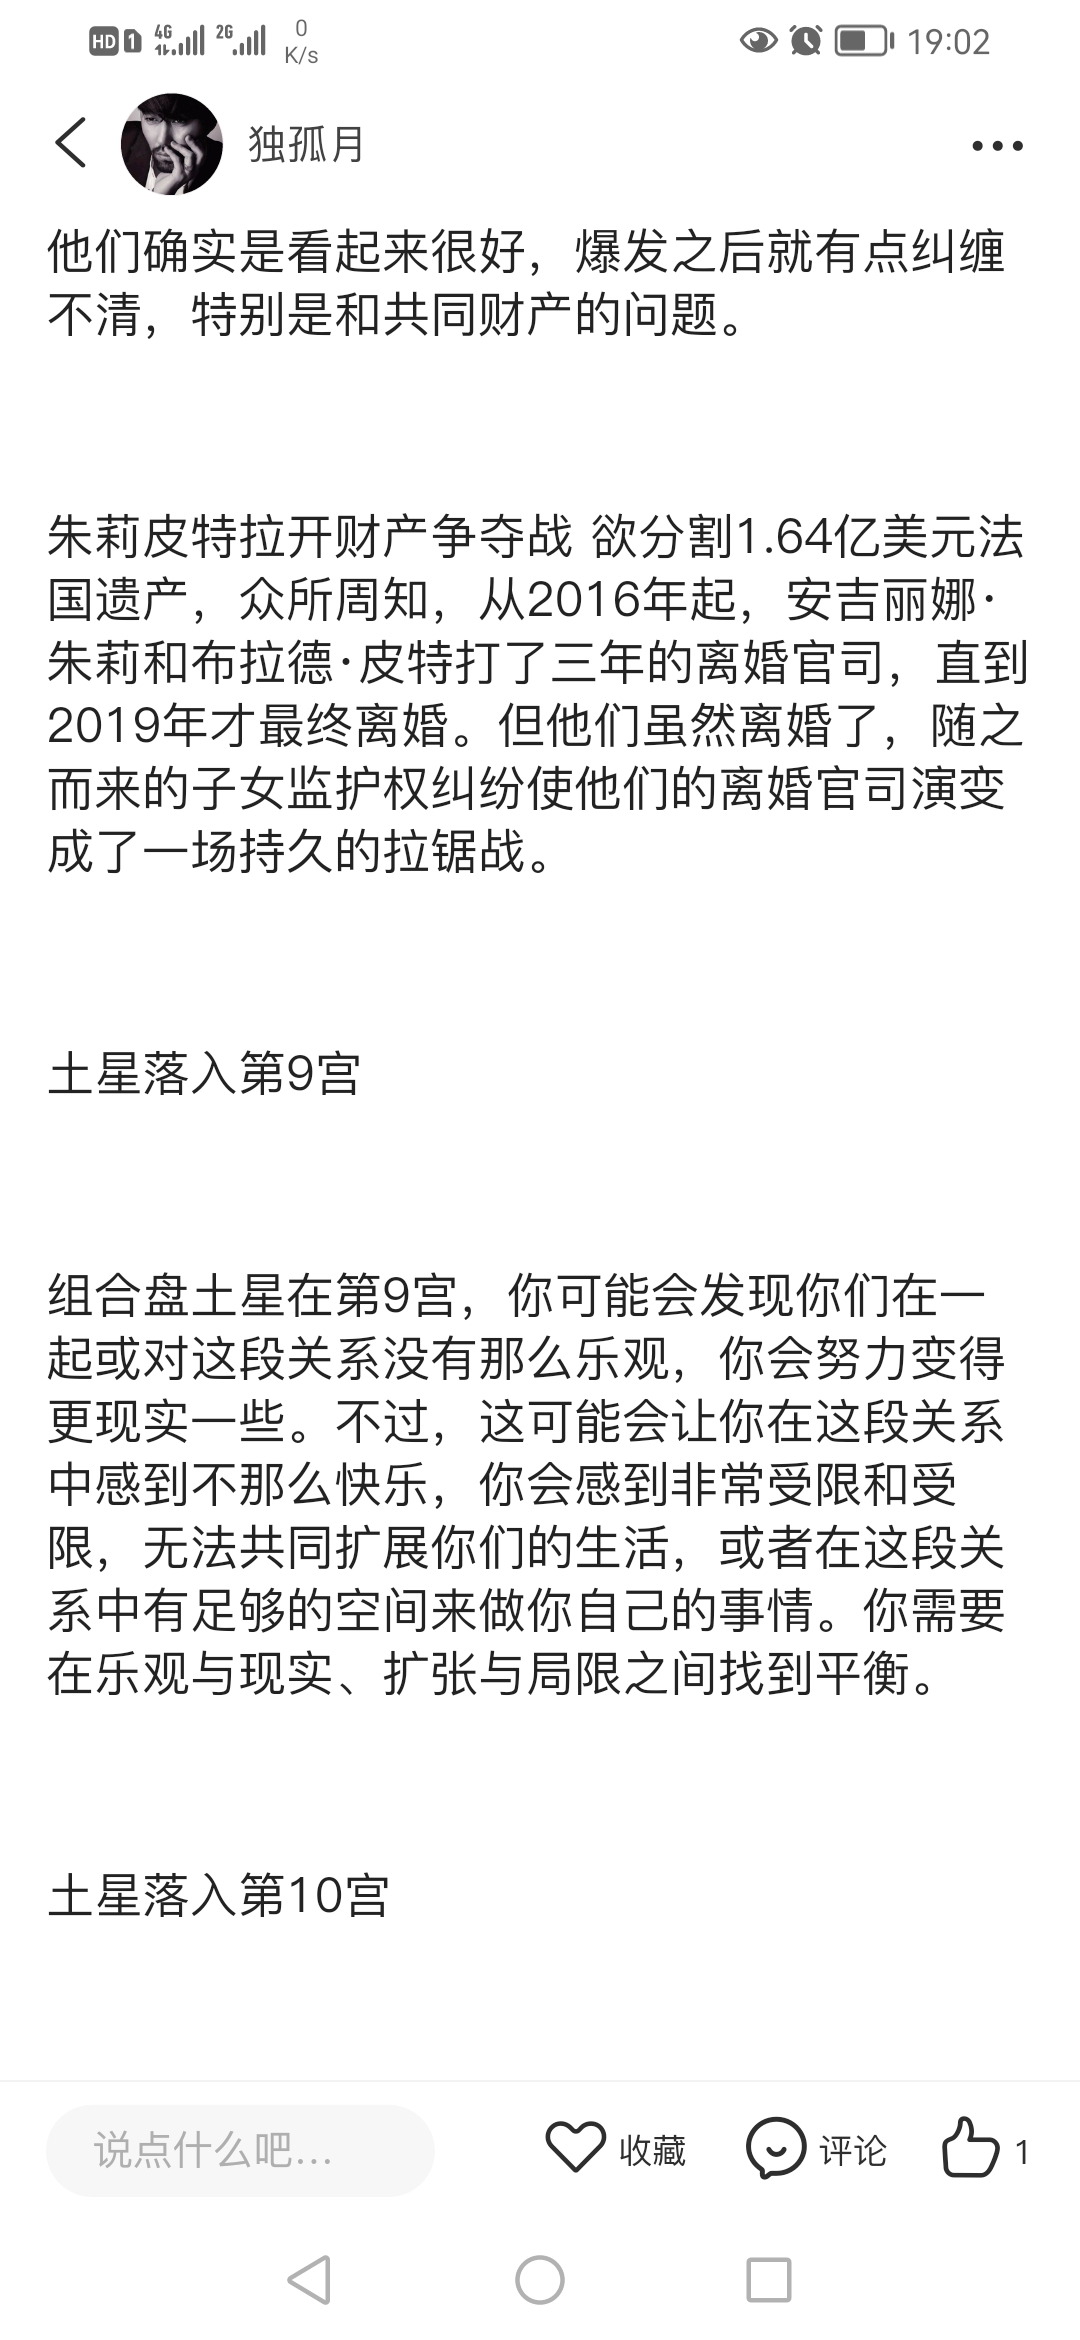 HD 1 4G 2G 0 K/s 19:02
独孤月
他们确实是看起来很好，爆发之后就有点纠缠
不清，特别是和共同财产的问题。
朱莉皮特拉开财产争夺战 欲分割1.64亿美元法
国遗产，众所周知，从2016年起，安吉丽娜·
朱莉和布拉德·皮特打了三年的离婚官司，直到
2019年才最终离婚。但他们虽然离婚了，随之
而来的子女监护权纠纷使他们的离婚官司演变
成了一场持久的拉锯战。
土星落入第9宫
组合盘土星在第9宫，你可能会发现你们在一
起或对这段关系没有那么乐观，你会努力变得
更现实一些。不过，这可能会让你在这段关系
中感到不那么快乐，你会感到非常受限和受
限，无法共同扩展你们的生活，或者在这段关
系中有足够的空间来做你自己的事情。你需要
在乐观与现实、扩张与局限之间找到平衡。
土星落入第10宫
说点什么吧... 收藏 评论 1